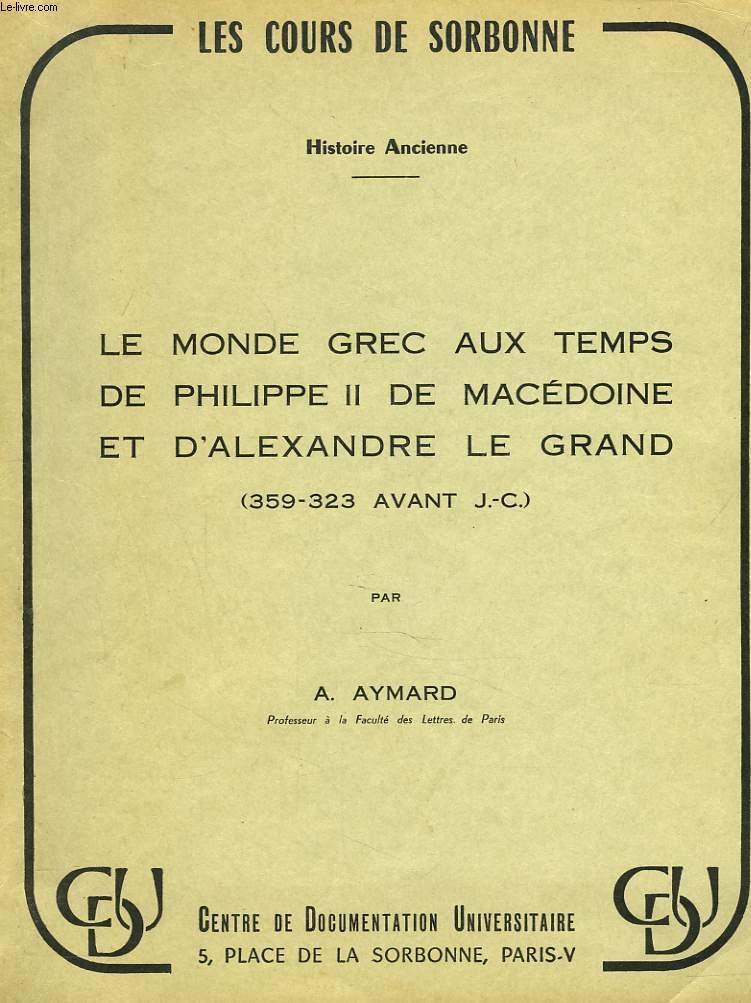 Le-livre.com
LES COURS DE SORBONNE
Histoire Ancienne
LE MONDE GREC AUX TEMPS
DE PHILIPPE II DE MACÉDOINE
ET D'ALEXANDRE LE GRAND
(359-323 AVANT J.-C.)
PAR
A. AYMARD
Professeur à la Faculté des Lettres de Paris
CDU
CDU
CENTRE DE DOCUMENTATION UNIVERSITAIRE
5, PLACE DE LA SORBONNE, PARIS-V